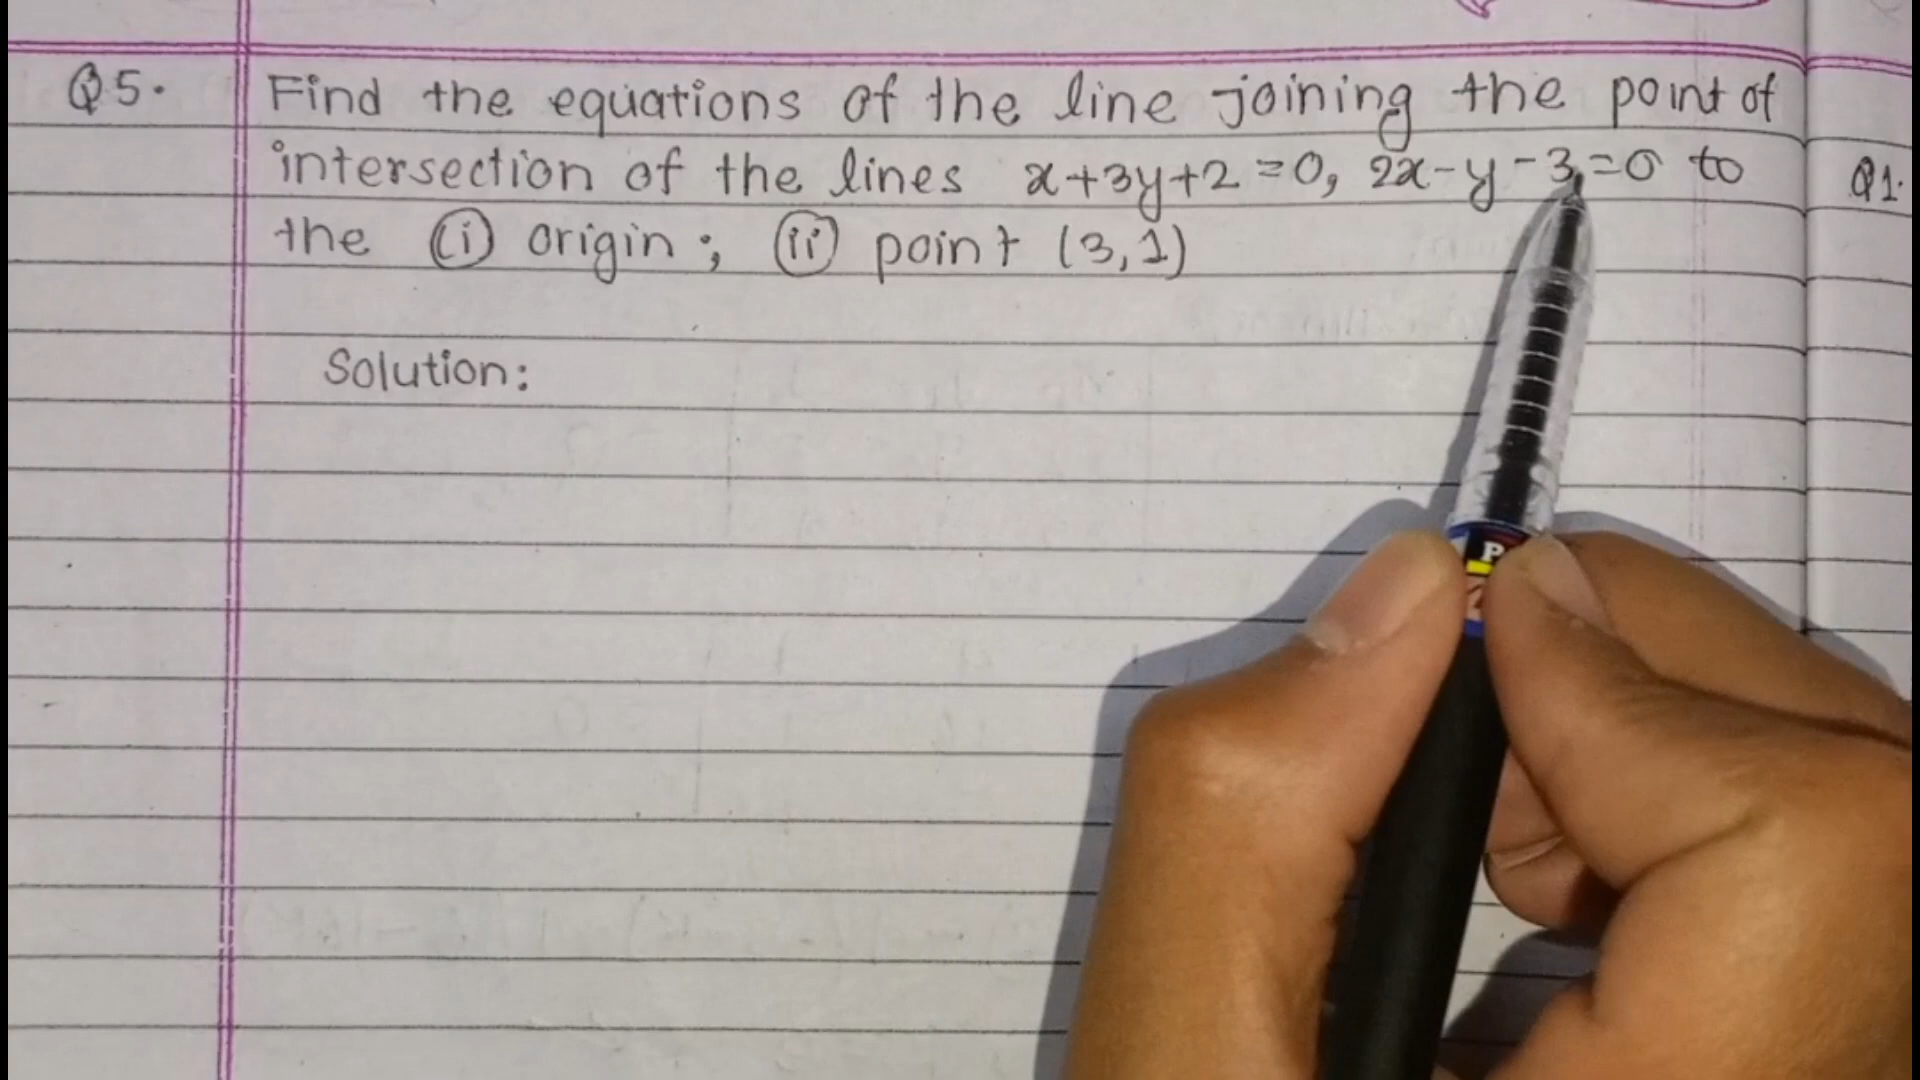 Q5. Find the equations of the line joining the point of
intersection of the lines x+3y+2=0, 2x-y-3=0 to
the (i) origin; (ii) point (3,1)
Solution:
Q1.
P